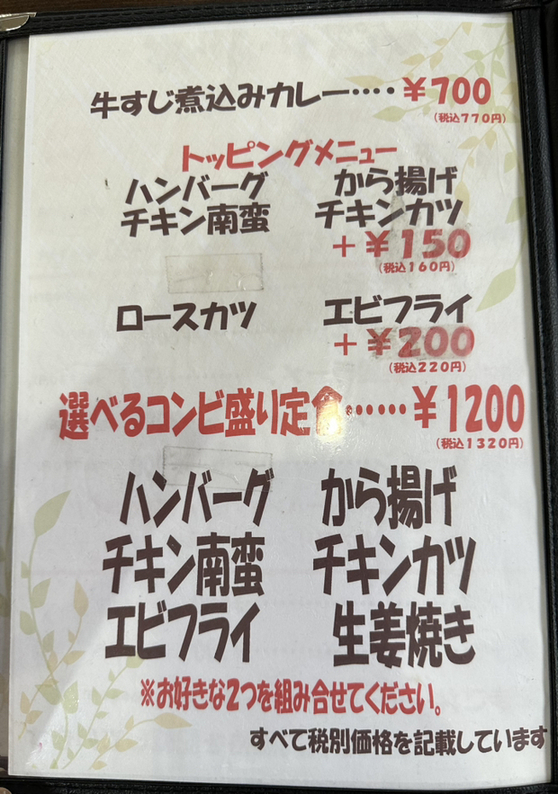 牛すじ煮込みカレー････￥700
(税込770円)
トッピングメニュー
ハンバーグ から揚げ
チキン南蛮 チキンカツ
＋￥150
(税込160円)
ロースカツ エビフライ
＋￥200
(税込220円)
選べるコンビ盛り定食……￥1200
(税込1320円)
ハンバーグ から揚げ
チキン南蛮 チキンカツ
エビフライ 生姜焼き
※お好きな2つを組み合せてください。
すべて税別価格を記載しています